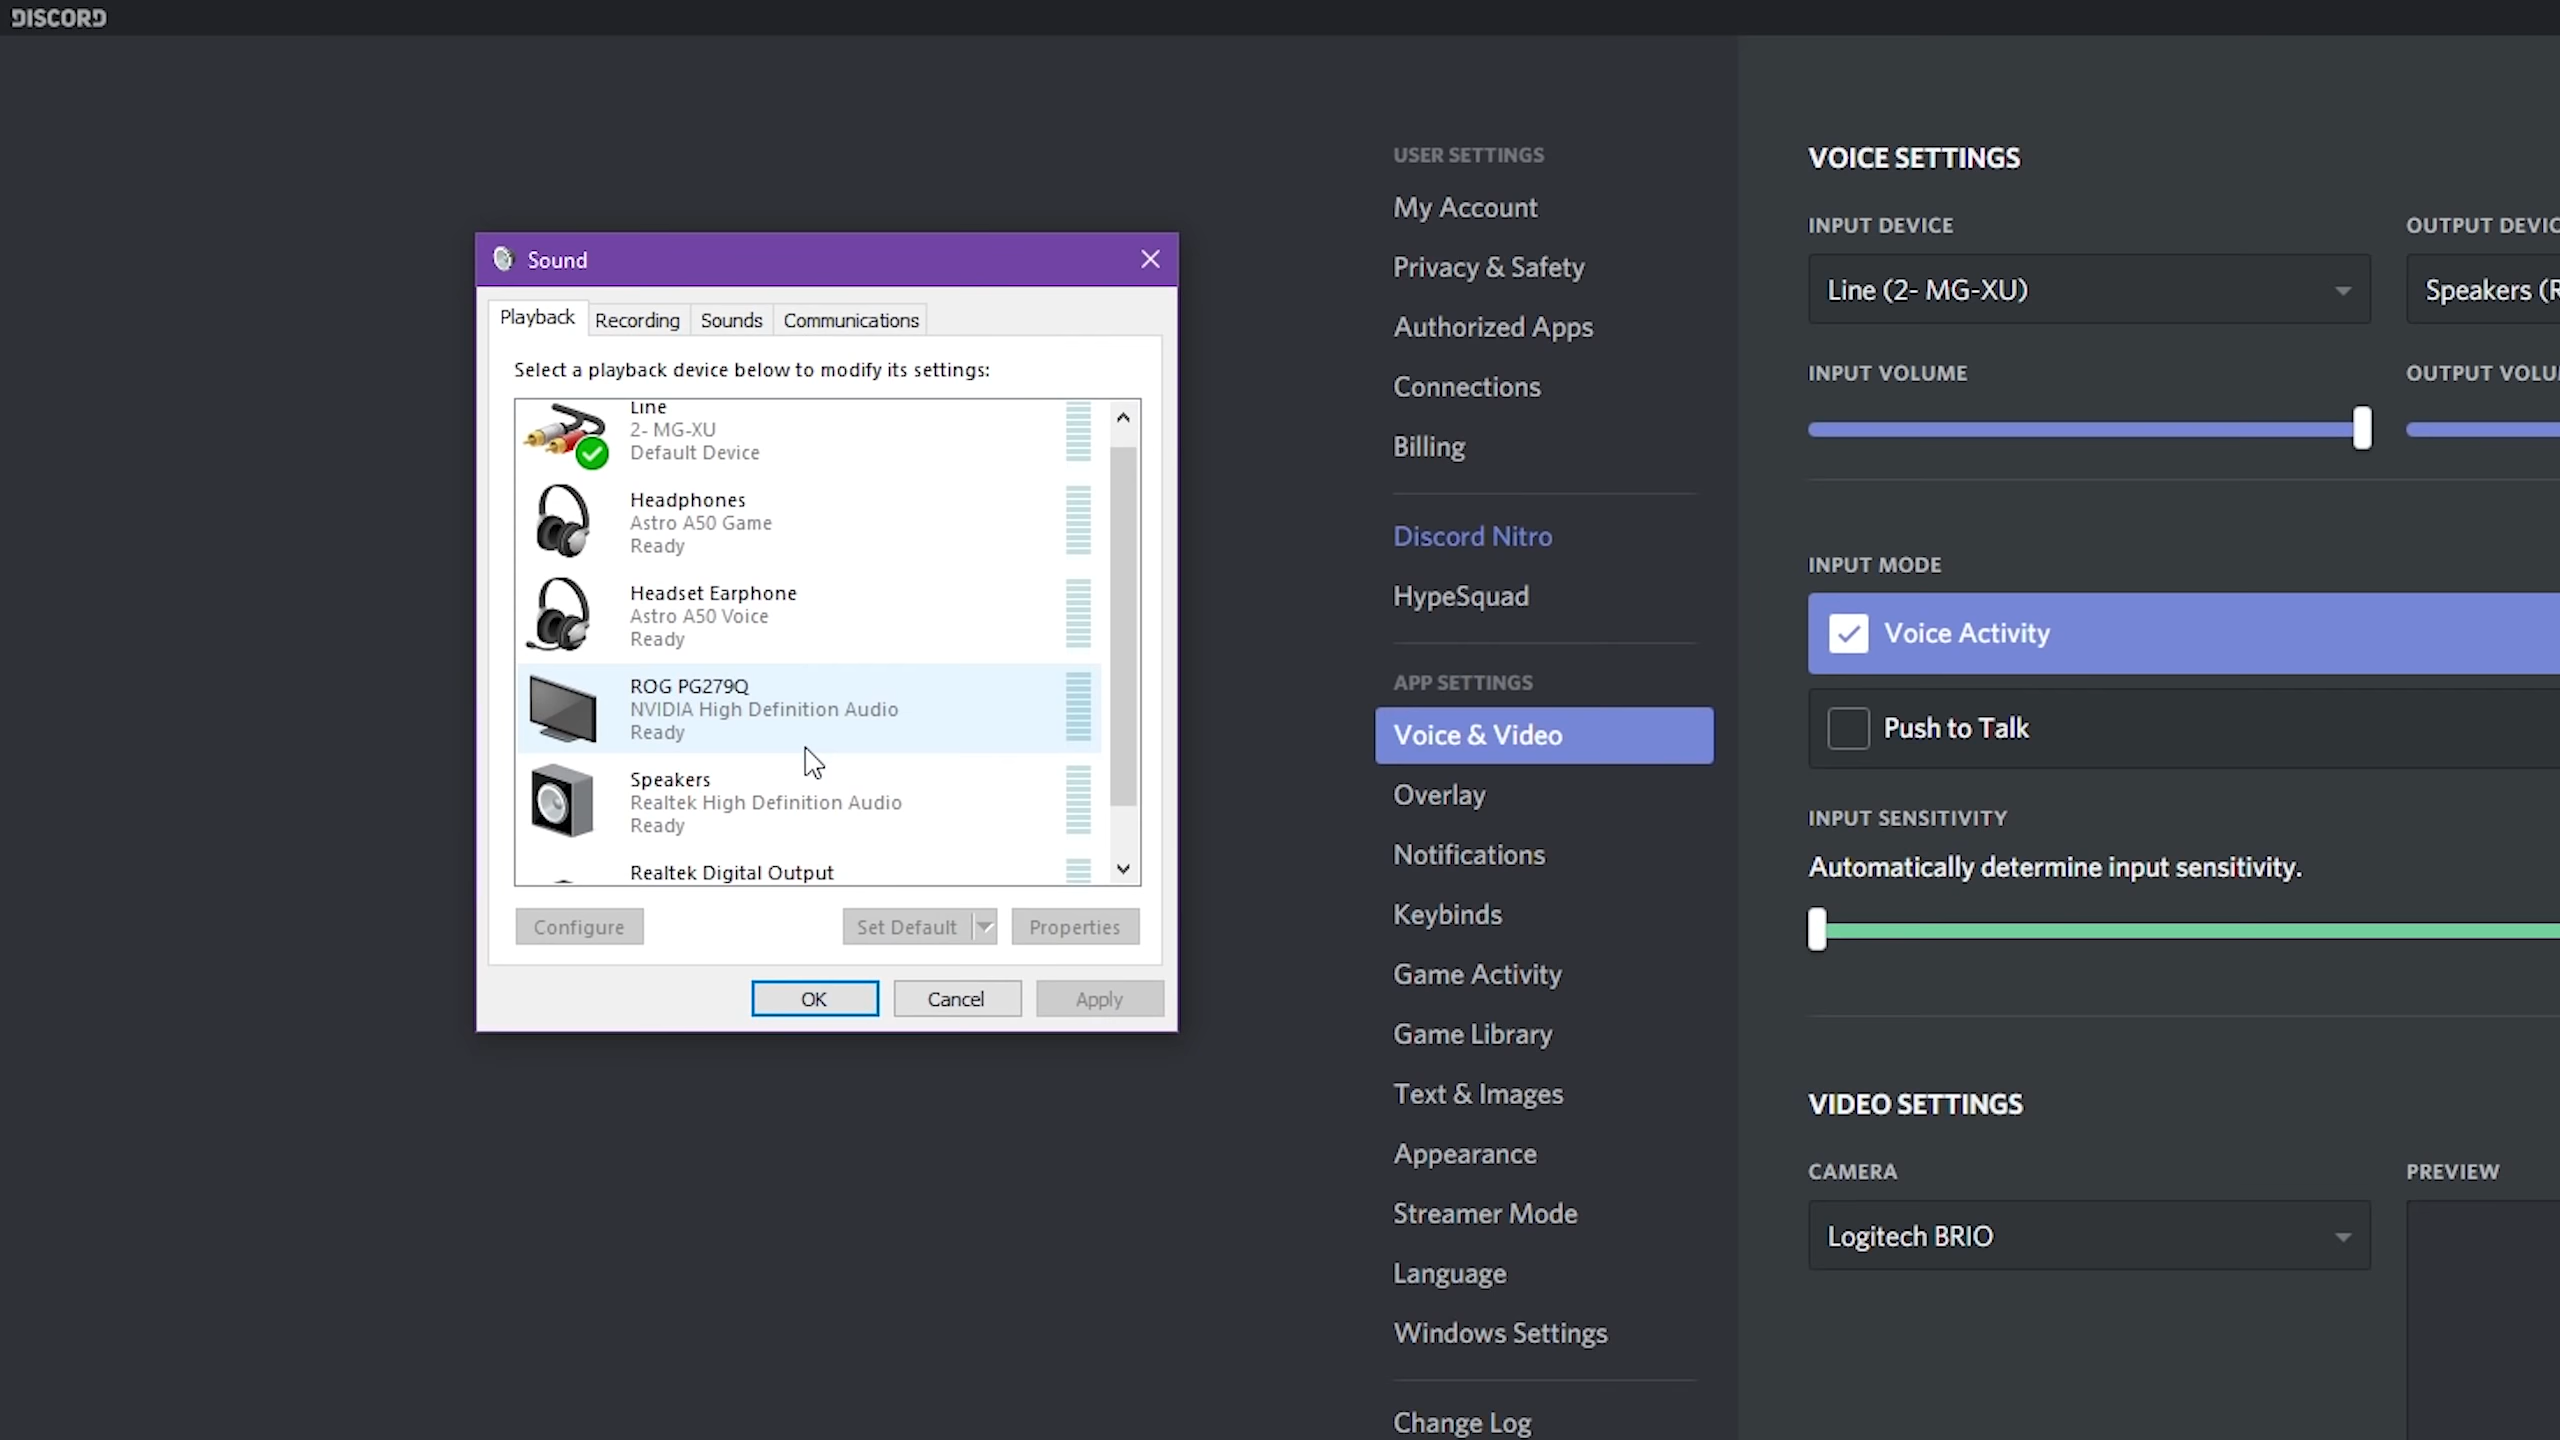 DISCORD
Sound
Playback
Recording
Sounds
Communications
Select a playback device below to modify its settings:
Line
2- MG-XU
Default Device
Headphones
Astro A50 Game
Ready
Headset Earphone
Astro A50 Voice
Ready
ROG PG279Q
NVIDIA High Definition Audio
Ready
Speakers
Realtek High Definition Audio
Ready
Realtek Digital Output
Configure
Set Default
Properties
OK
Cancel
Apply
USER SETTINGS
My Account
Privacy & Safety
Authorized Apps
Connections
Billing
Discord Nitro
HypeSquad
APP SETTINGS
Voice & Video
Overlay
Notifications
Keybinds
Game Activity
Game Library
Text & Images
Appearance
Streamer Mode
Language
Windows Settings
Change Log
VOICE SETTINGS
INPUT DEVICE
OUTPUT DEVIC
Line (2- MG-XU)
Speakers (R
INPUT VOLUME
OUTPUT VOLU
INPUT MODE
Voice Activity
Push to Talk
INPUT SENSITIVITY
Automatically determine input sensitivity.
VIDEO SETTINGS
CAMERA
PREVIEW
Logitech BRIO